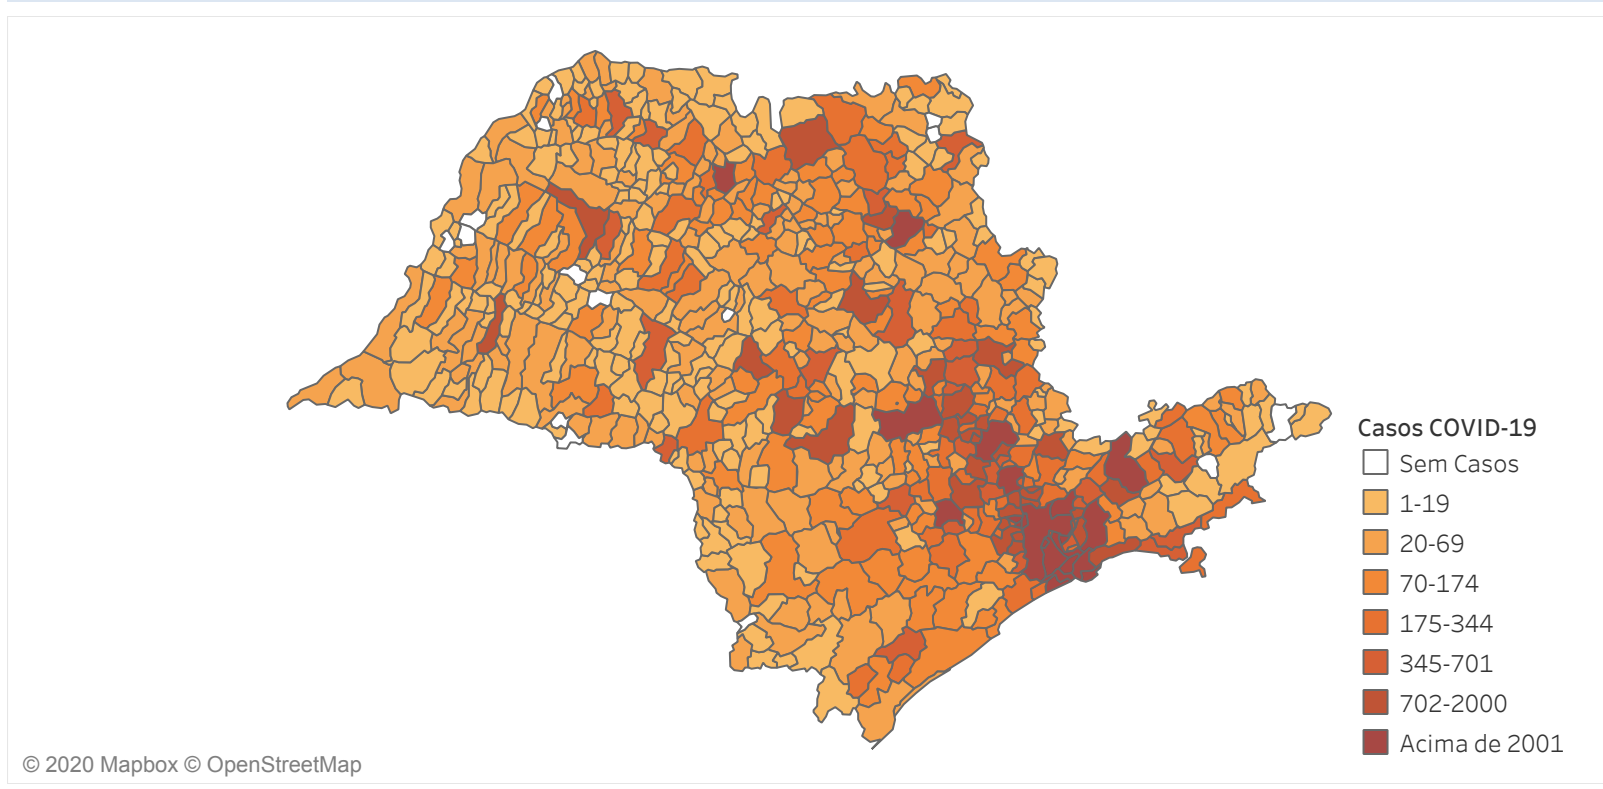 Casos COVID-19
Sem Casos
1-19
20-69
70-174
175-344
345-701
702-2000
Acima de 2001
© 2020 Mapbox © OpenStreetMap